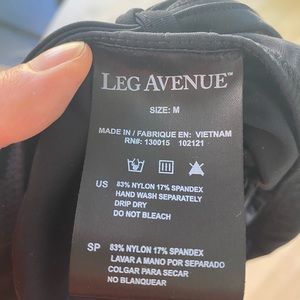 LEG AVENUE™
SIZE: M
MADE IN / FABRIQUE EN: VIETNAM
RN#: 130015 102121
US 83% NYLON 17% SPANDEX
HAND WASH SEPARATELY
DRIP DRY
DO NOT BLEACH
SP 83% NYLON 17% SPANDEX
LAVAR A MANO POR SEPARADO
COLGAR PARA SECAR
NO BLANQUEAR